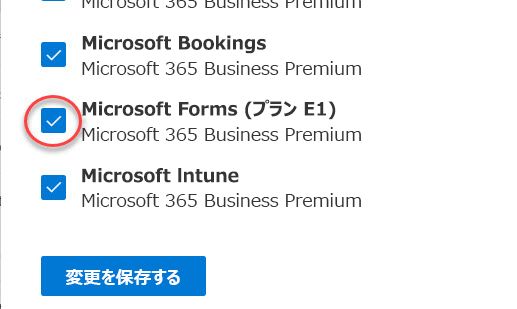 Microsoft 365 Business Premium
Microsoft Bookings
Microsoft 365 Business Premium
Microsoft Forms (プラン E1)
Microsoft 365 Business Premium
Microsoft Intune
Microsoft 365 Business Premium
変更を保存する